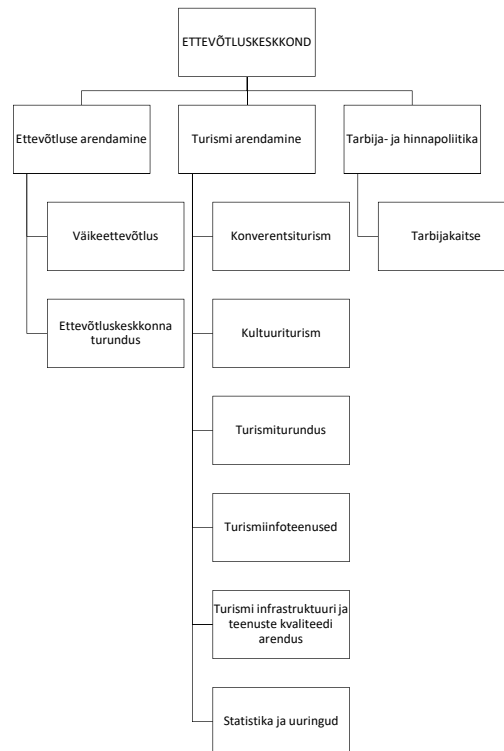 ETTEVÕTLUSKESKKOND
Ettevõtluse arendamine
Turismi arendamine
Tarbija- ja hinnapoliitika
Väikeettevõtlus
Konverentsiturism
Tarbijakaitse
Ettevõtluskeskkonna
turundus
Kultuuriturism
Turismiturundus
Turismiinfoteenused
Turismi infrastruktuuri ja
teenuste kvaliteedi
arendus
Statistika ja uuringud